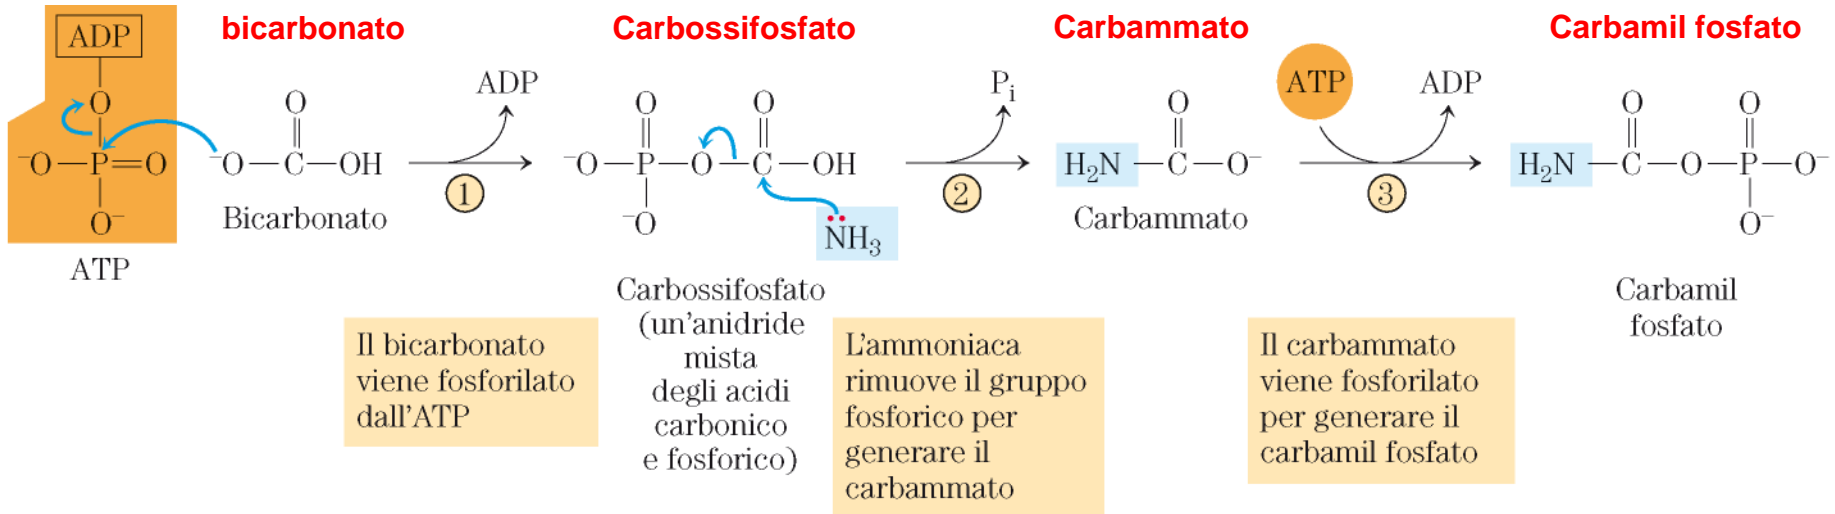 bicarbonato
Carbossifosfato
Carbammato
Carbamil fosfato
ADP
O
⁻O—P=O
O⁻
ATP
O
⁻O—C—OH
Bicarbonato
ADP
1
O O
⁻O—P—O—C—OH
⁻O
NH₃
Carbossifosfato
(un'anidride
mista
degli acidi
carbonico
e fosforico)
Pi
2
O
H₂N—C—O⁻
Carbammato
ATP
ADP
3
O O
H₂N—C—O—P—O⁻
O⁻
Carbamil
fosfato
Il bicarbonato
viene fosforilato
dall'ATP
L'ammoniaca
rimuove il gruppo
fosforico per
generare il
carbammato
Il carbammato
viene fosforilato
per generare il
carbamil fosfato